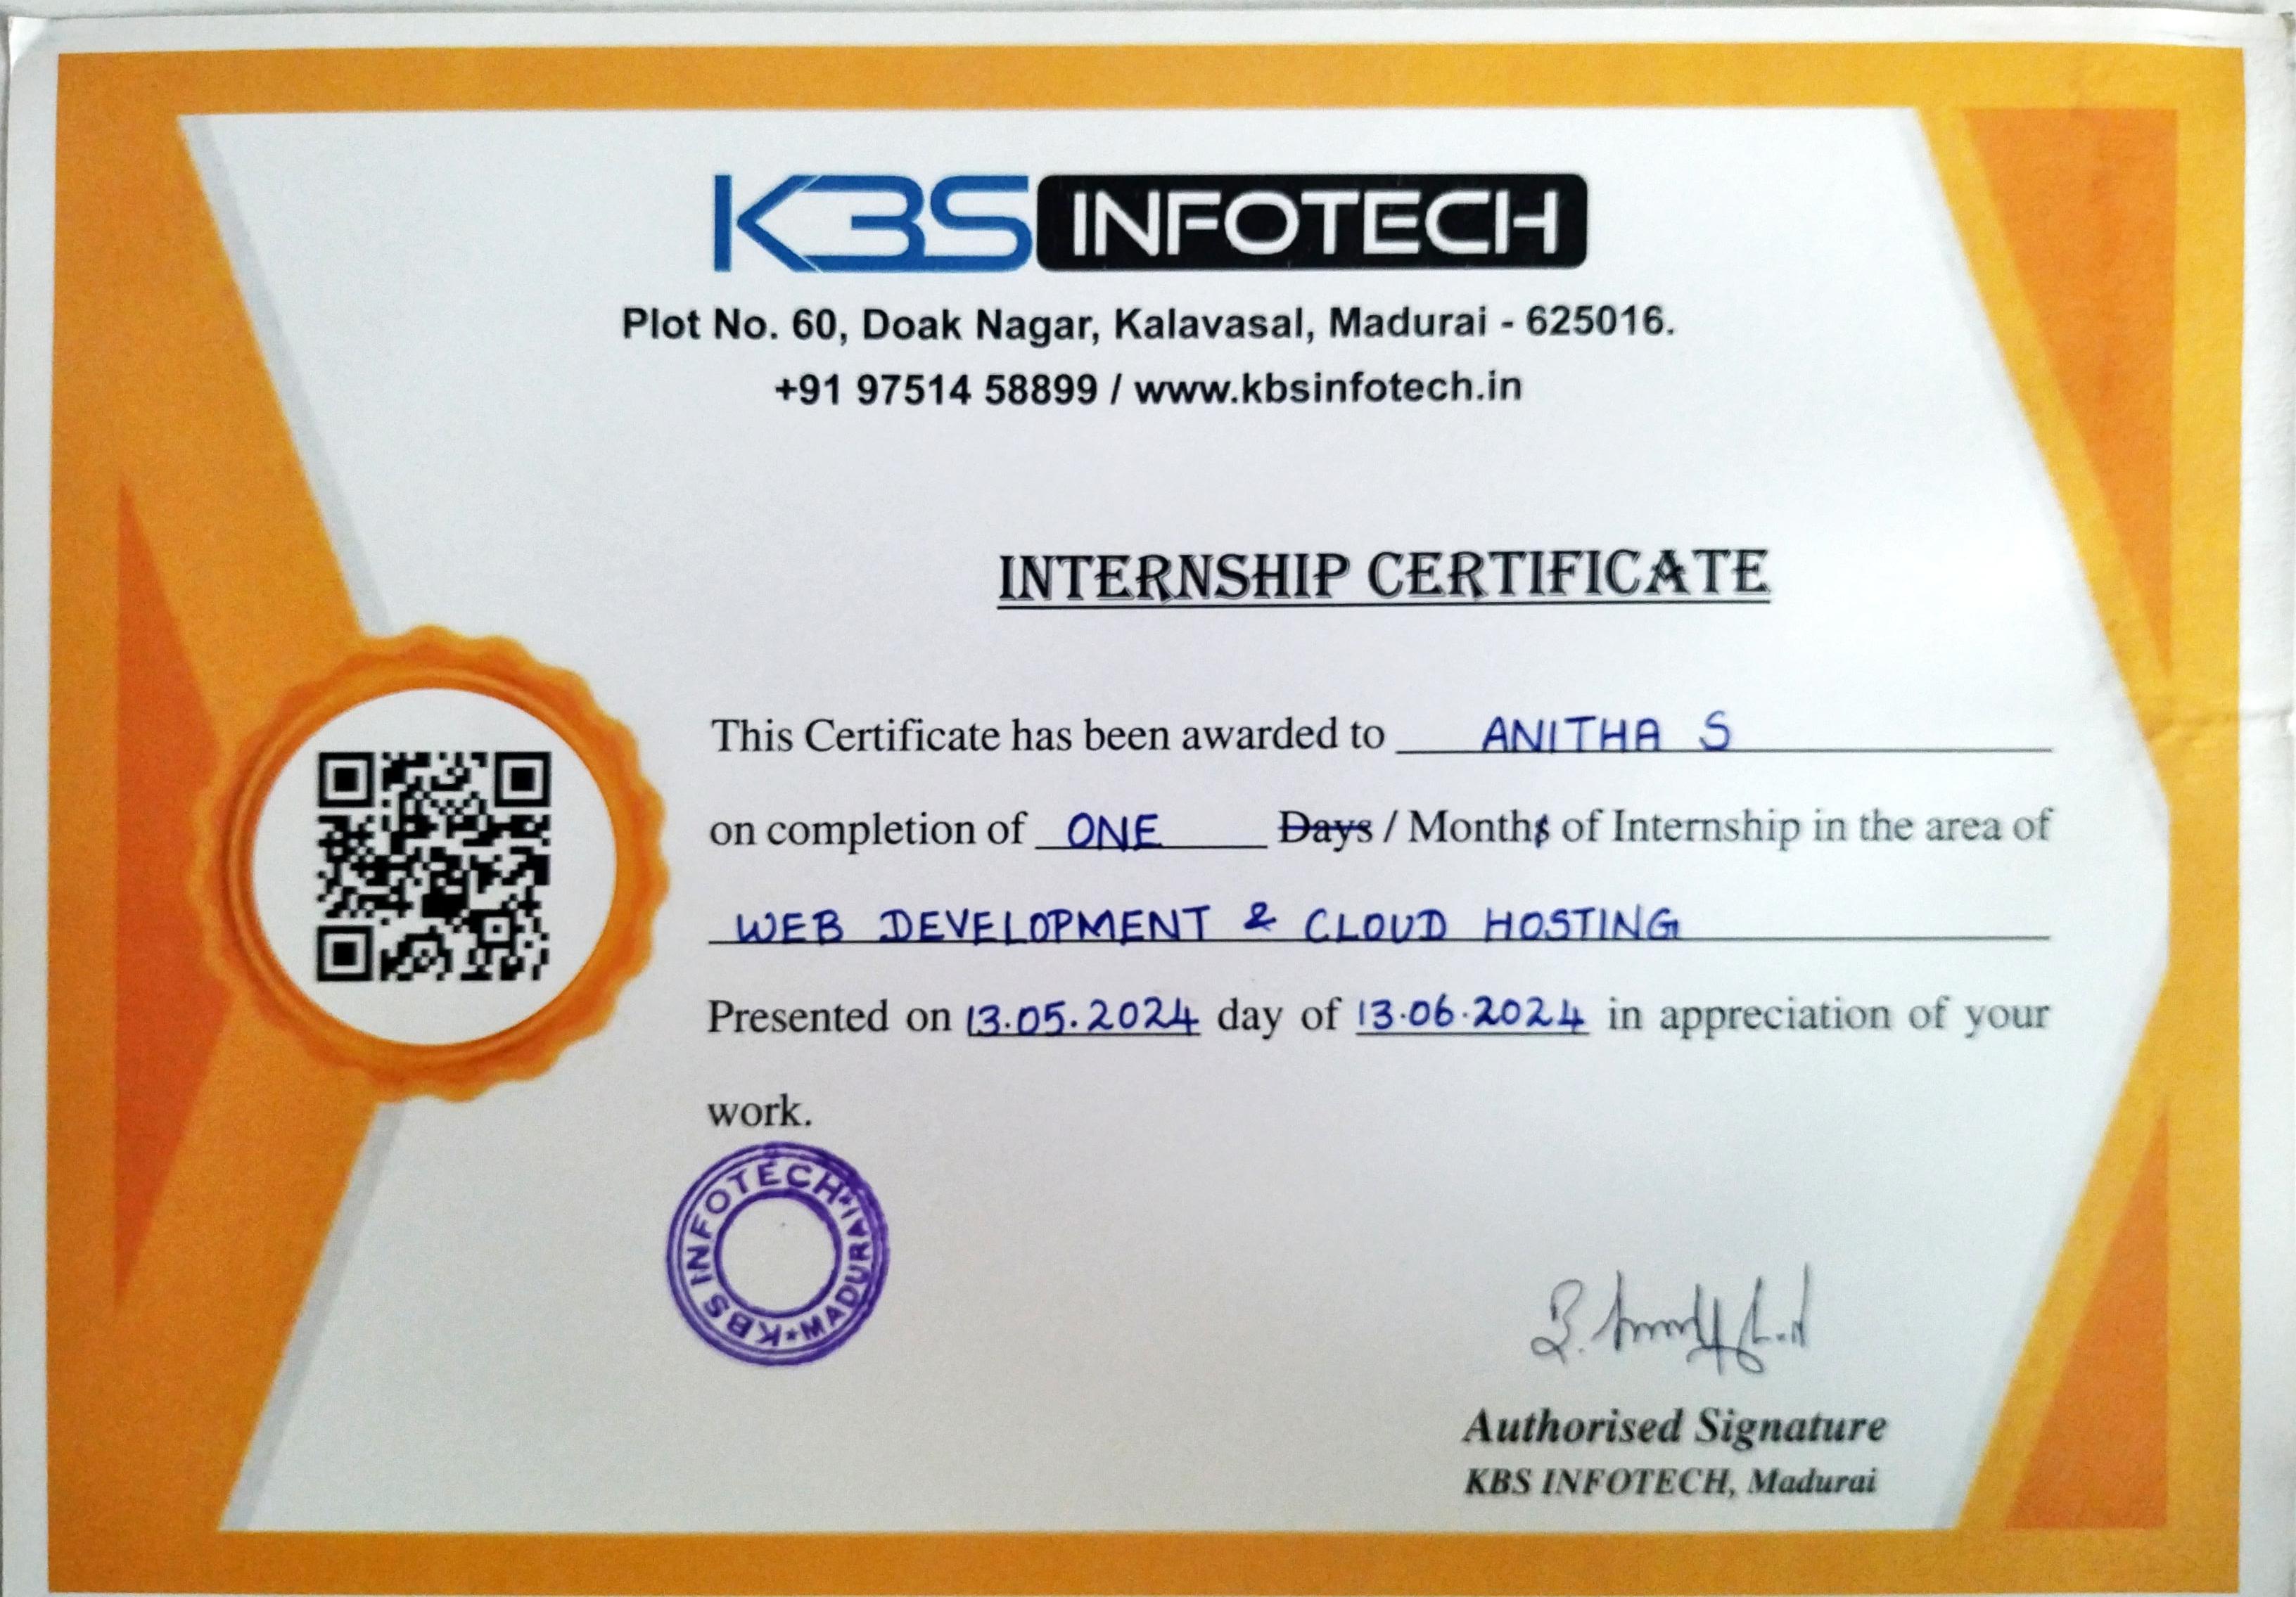 KBS INFOTECH
Plot No. 60, Doak Nagar, Kalavasal, Madurai - 625016.
+91 97514 58899 / www.kbsinfotech.in
INTERNSHIP CERTIFICATE
This Certificate has been awarded to ANITHA S
on completion of ONE Days / Months of Internship in the area of
WEB DEVELOPMENT & CLOUD HOSTING
Presented on 13.05.2024 day of 13.06.2024 in appreciation of your
work.
KBS INFOTECH * MADURAI *
Authorised Signature
KBS INFOTECH, Madurai